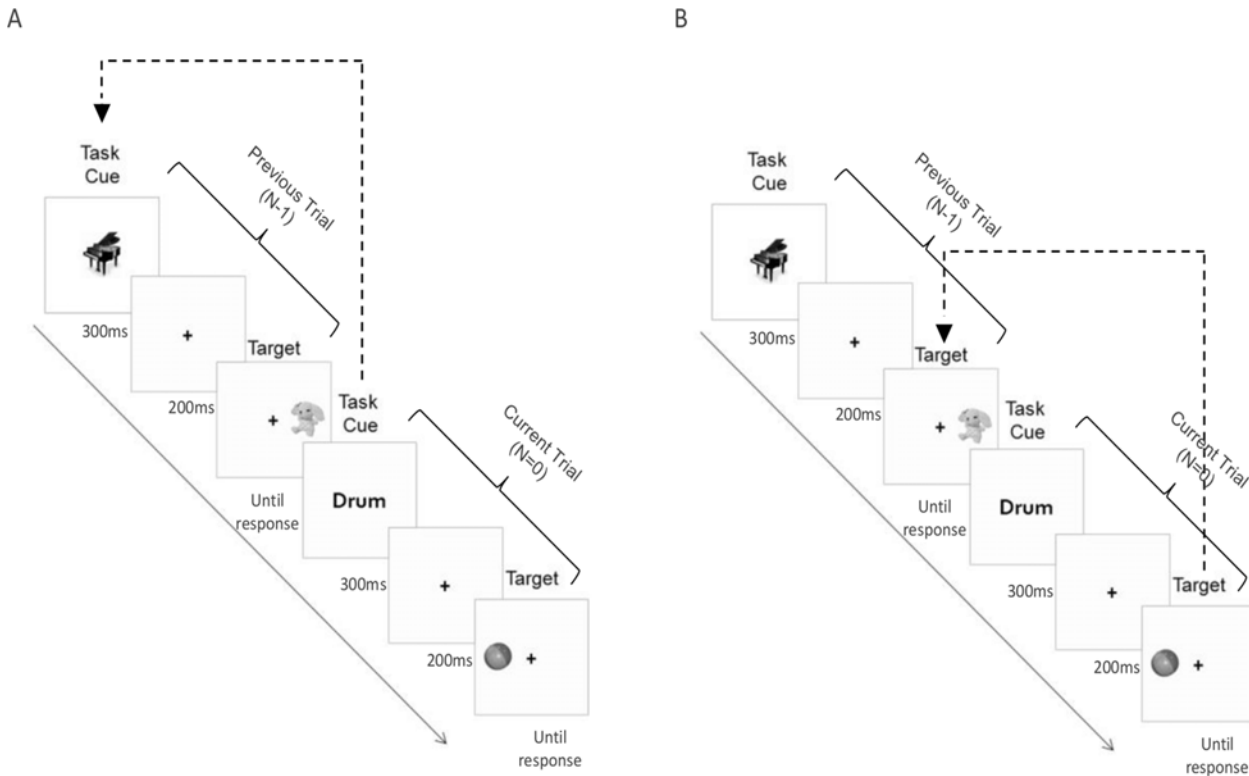 A
Task
Cue
Previous Trial
(N-1)
300ms
Target
200ms
Task
Cue
Current Trial
(N=0)
Until
response
Drum
300ms
Target
200ms
Until
response
B
Task
Cue
Previous Trial
(N-1)
300ms
Target
200ms
Task
Cue
Current Trial
(N=0)
Until
response
Drum
300ms
Target
200ms
Until
response